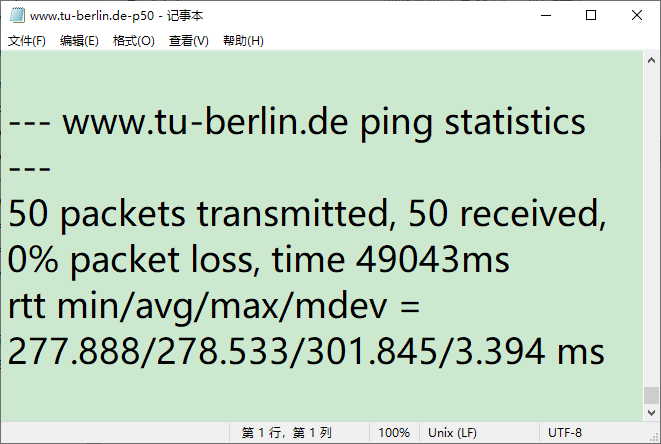 www.tu-berlin.de-p50 - 记事本
文件(F) 编辑(E) 格式(O) 查看(V) 帮助(H)
--- www.tu-berlin.de ping statistics
---
50 packets transmitted, 50 received,
0% packet loss, time 49043ms
rtt min/avg/max/mdev =
277.888/278.533/301.845/3.394 ms
第 1 行，第 1 列 100% Unix (LF) UTF-8